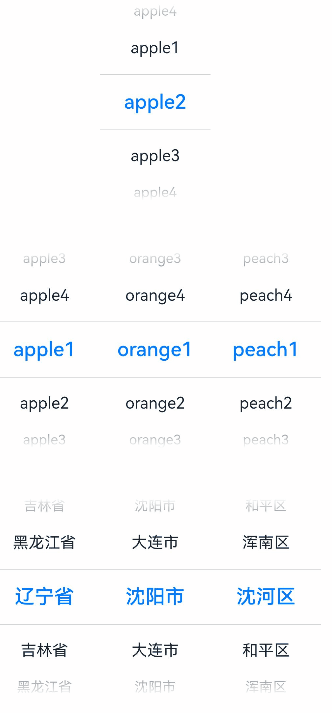 apple4
apple1
apple2
apple3
apple4
apple3 orange3 peach3
apple4 orange4 peach4
apple1 orange1 peach1
apple2 orange2 peach2
apple3 orange3 peach3
吉林省 沈阳市 和平区
黑龙江省 大连市 浑南区
辽宁省 沈阳市 沈河区
吉林省 大连市 和平区
黑龙江省 沈阳市 浑南区